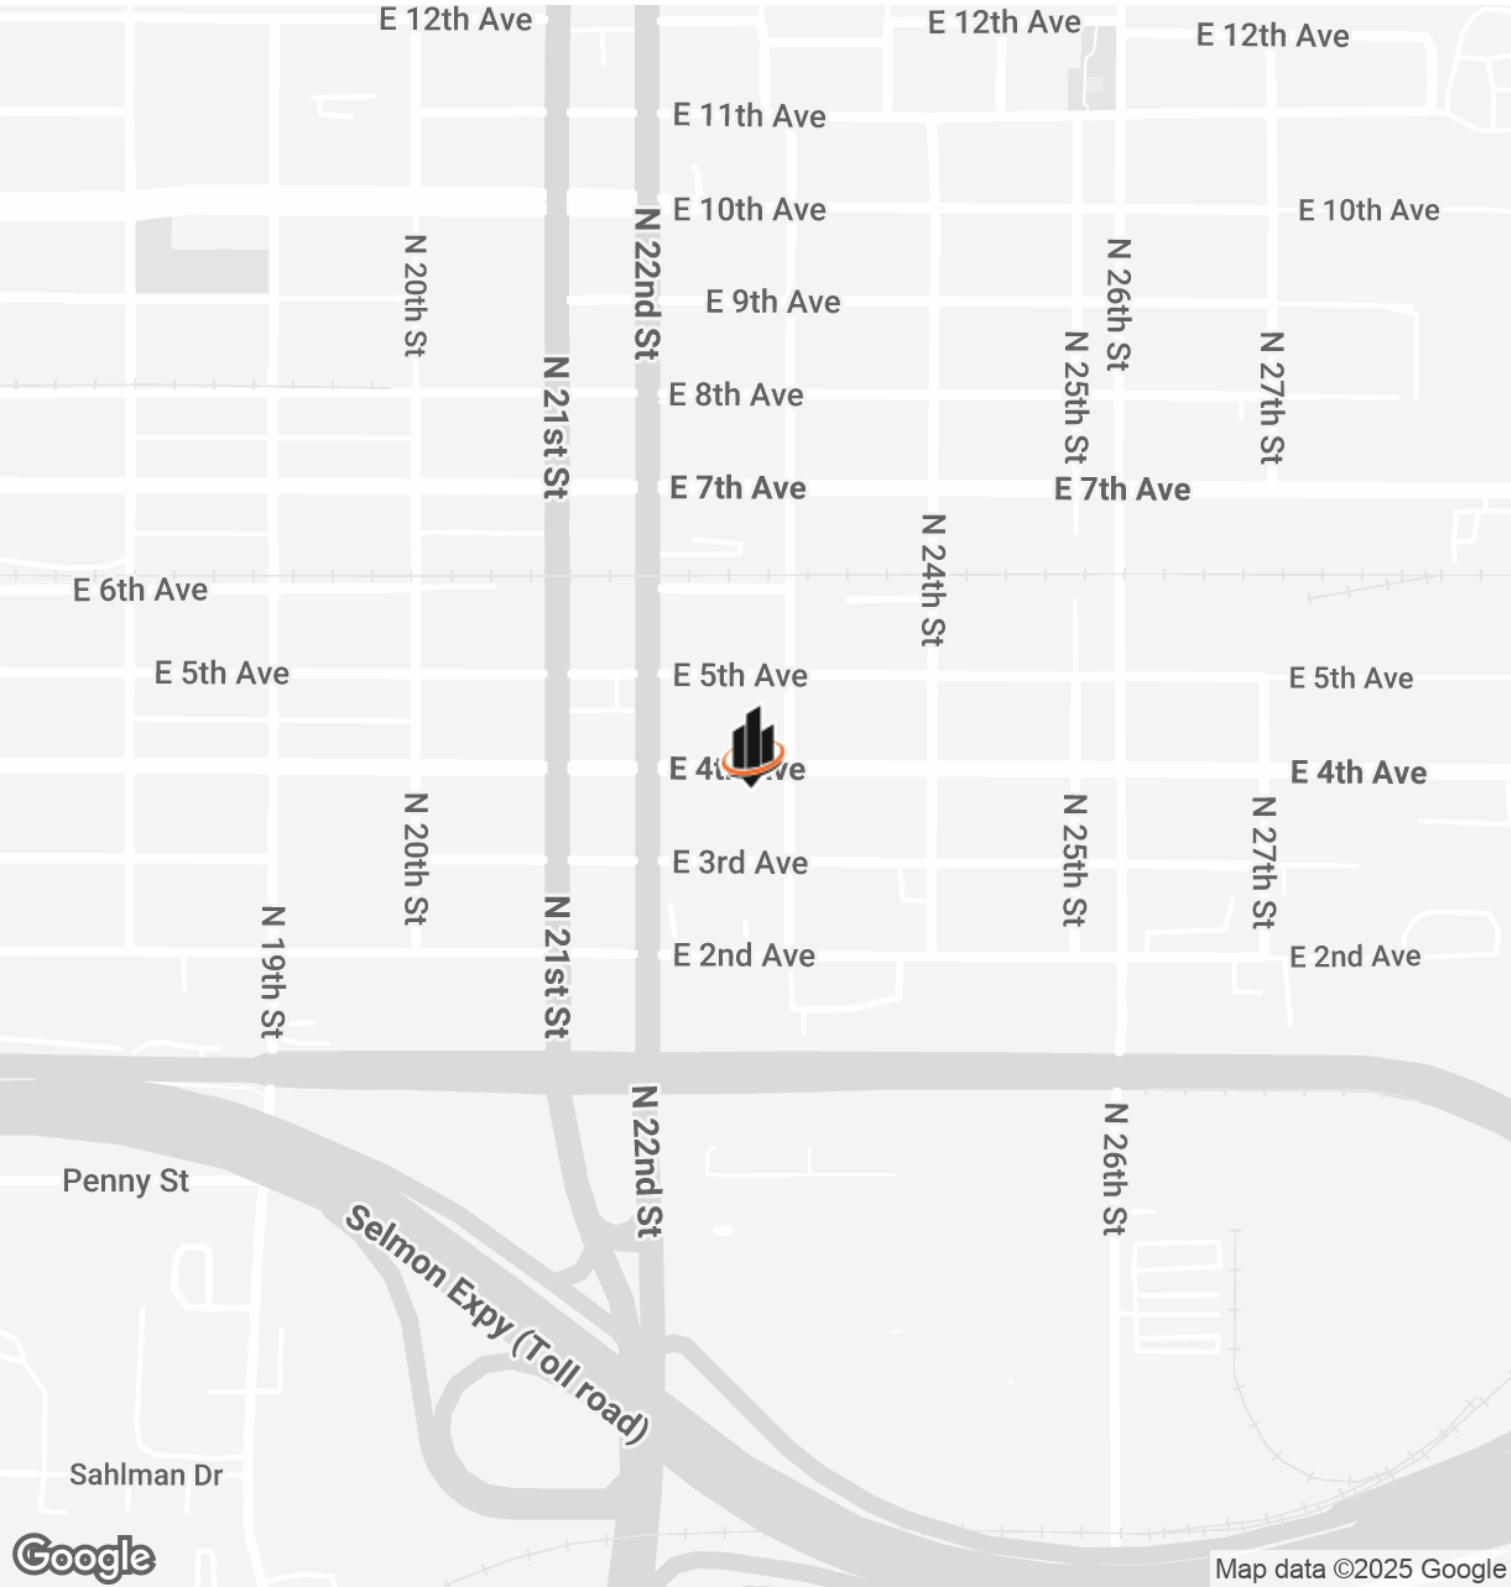 E 12th Ave
E 12th Ave
E 12th Ave
E 11th Ave
E 10th Ave
E 10th Ave
N 20th St
N 22nd St
N 26th St
E 9th Ave
N 21st St
N 25th St
N 27th St
E 8th Ave
E 7th Ave
E 7th Ave
N 24th St
E 6th Ave
E 5th Ave
E 5th Ave
E 5th Ave
E 4th Ave
E 4th Ave
N 20th St
N 25th St
N 27th St
E 3rd Ave
N 19th St
N 21st St
E 2nd Ave
E 2nd Ave
N 22nd St
N 26th St
Penny St
Selmon Expy (Toll road)
Sahlman Dr
Google
Map data ©2025 Google